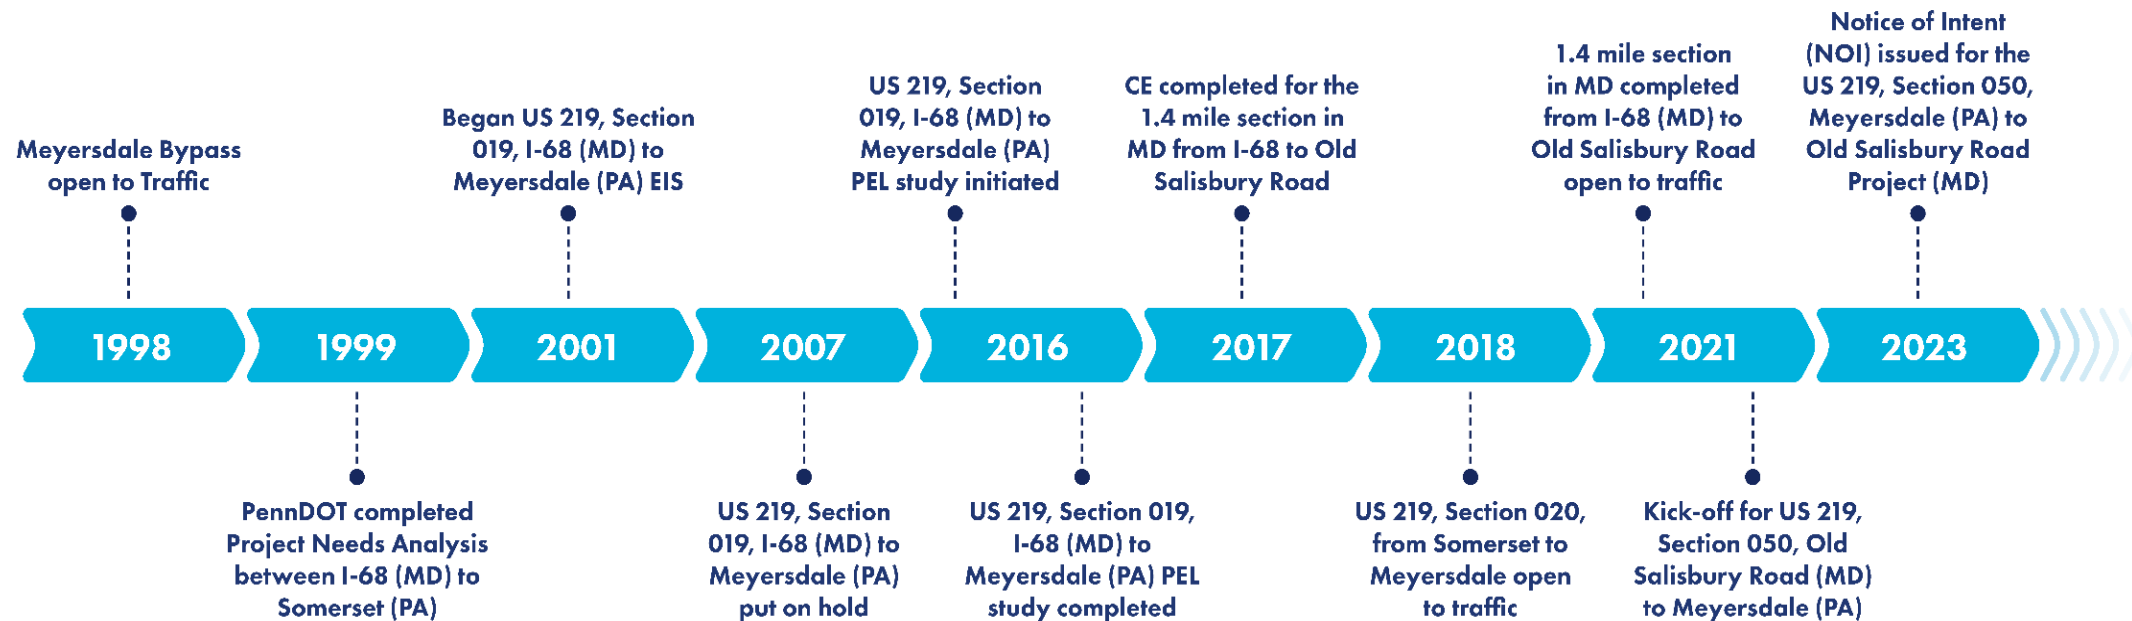 Meyersdale Bypass
open to Traffic
Began US 219, Section
019, I-68 (MD) to
Meyersdale (PA) EIS
US 219, Section
019, I-68 (MD) to
Meyersdale (PA)
PEL study initiated
CE completed for the
1.4 mile section in
MD from I-68 to Old
Salisbury Road
1.4 mile section
in MD completed
from I-68 (MD) to
Old Salisbury Road
open to traffic
Notice of Intent
(NOI) issued for the
US 219, Section 050,
Meyersdale (PA) to
Old Salisbury Road
Project (MD)
1998
1999
2001
2007
2016
2017
2018
2021
2023
PennDOT completed
Project Needs Analysis
between I-68 (MD) to
Somerset (PA)
US 219, Section
019, I-68 (MD) to
Meyersdale (PA)
put on hold
US 219, Section 019,
I-68 (MD) to
Meyersdale (PA) PEL
study completed
US 219, Section 020,
from Somerset to
Meyersdale open
to traffic
Kick-off for US 219,
Section 050, Old
Salisbury Road (MD)
to Meyersdale (PA)